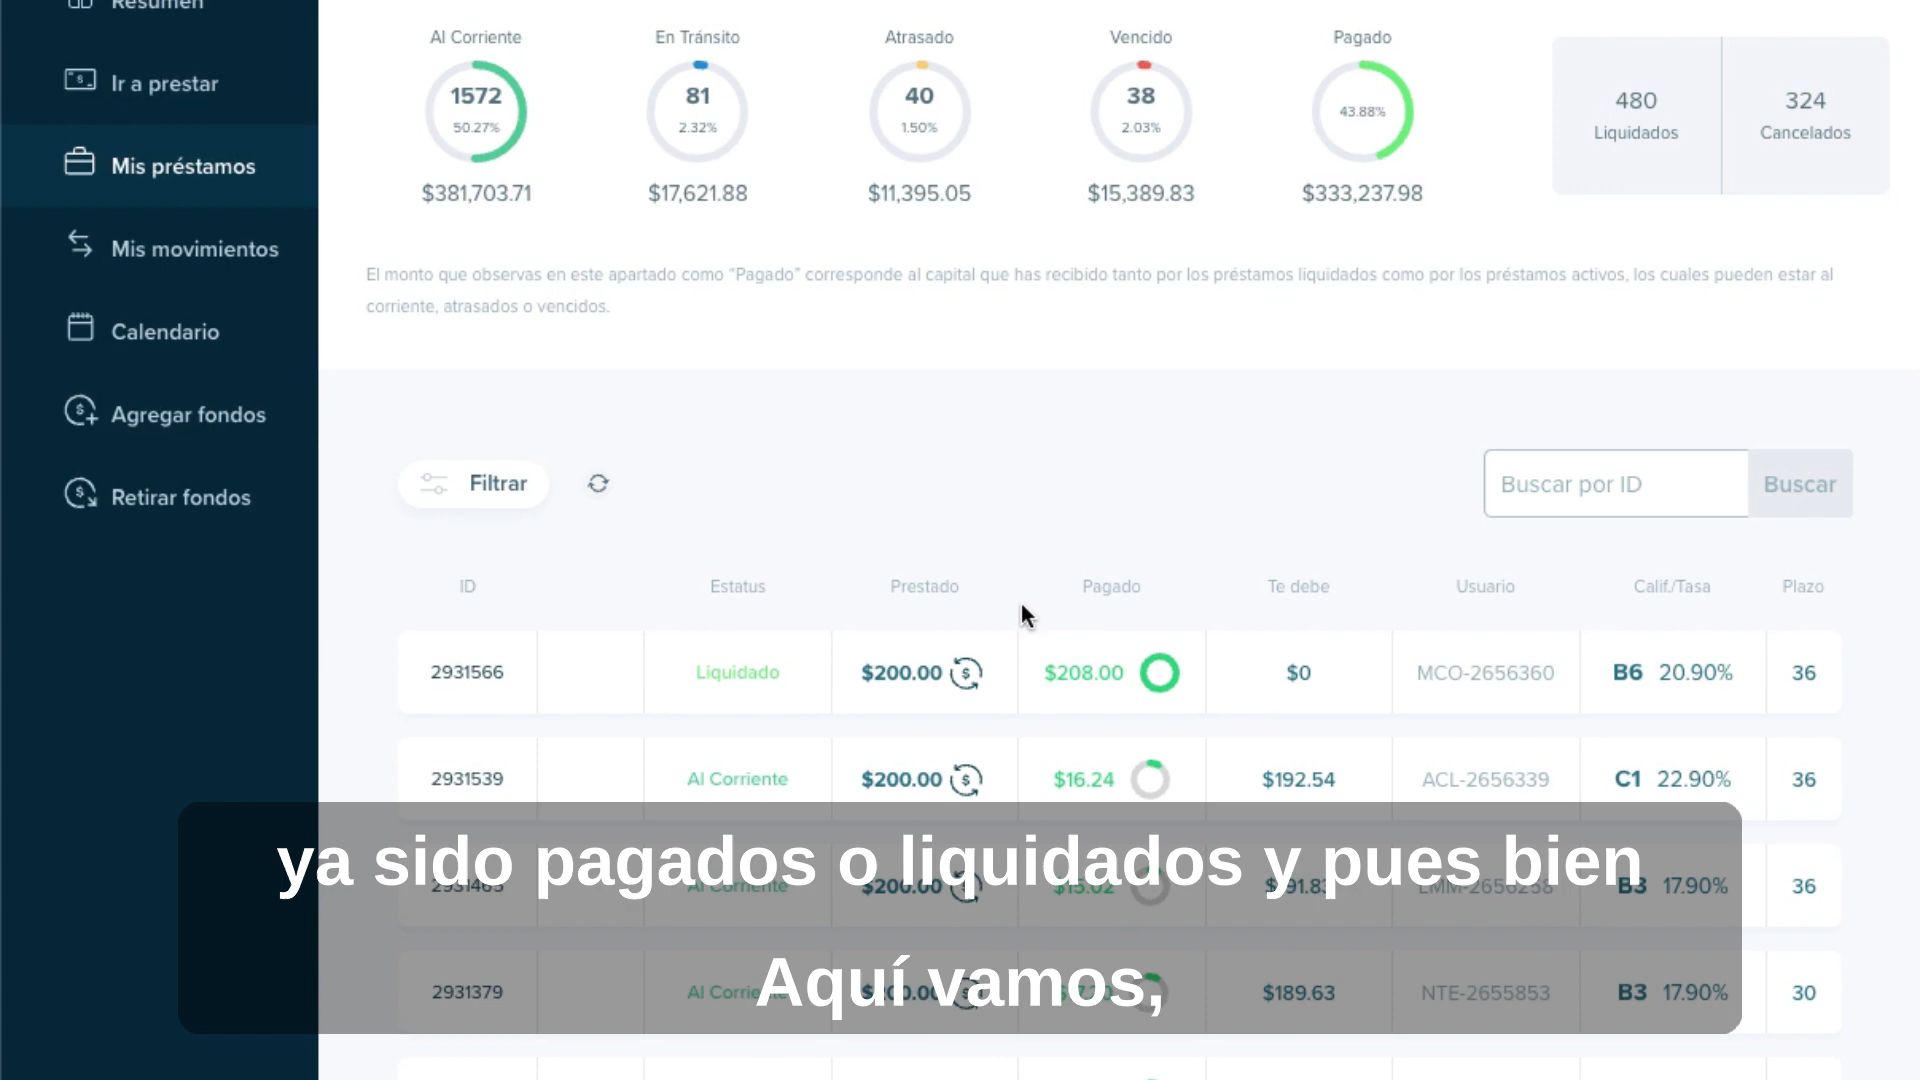 Resumen
Ir a prestar
Mis préstamos
Mis movimientos
Calendario
Agregar fondos
Retirar fondos
Al Corriente En Tránsito Atrasado Vencido Pagado
1572 81 40 38
50.27% 2.32% 1.50% 2.03% 43.88%
$381,703.71 $17,621.88 $11,395.05 $15,389.83 $333,237.98
480 324
Liquidados Cancelados
El monto que observas en este apartado como “Pagado” corresponde al capital que has recibido tanto por los préstamos liquidados como por los préstamos activos, los cuales pueden estar al
corriente, atrasados o vencidos.
Filtrar Buscar por ID Buscar
ID Estatus Prestado Pagado Te debe Usuario Calif./Tasa Plazo
2931566 Liquidado $200.00 $208.00 $0 MCO-2656360 B6 20.90% 36
2931539 Al Corriente $200.00 $16.24 $192.54 ACL-2656339 C1 22.90% 36
Al Corriente $200.00 B3 17.90% 36
2931379 $189.63 NTE-2655853 B3 17.90% 30
ya sido pagados o liquidados y pues bien
Aquí vamos,